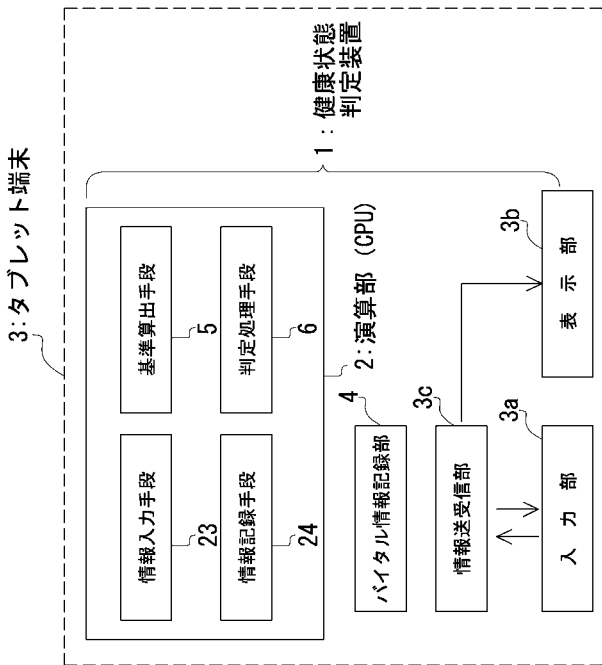 3:タブレット端末
1:健康状態
判定装置
情報入力手段
23
基準算出手段
5
情報記録手段
24
判定処理手段
6
2:演算部 (CPU)
バイタル情報記録部
4
情報送受信部
3c
入力部
3a
表示部
3b